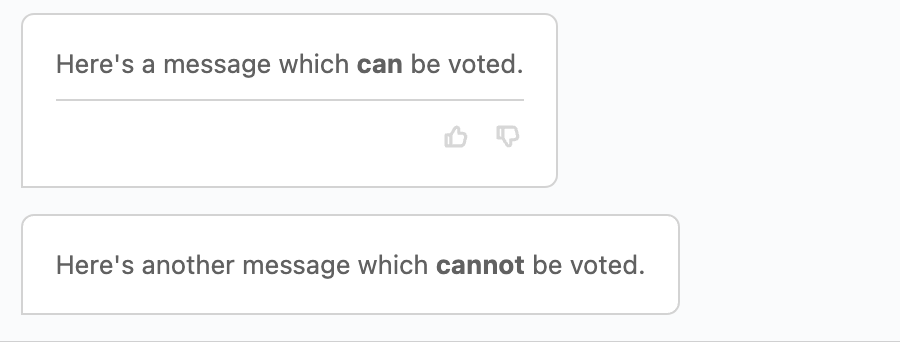 Here's a message which can be voted.
Here's another message which cannot be voted.